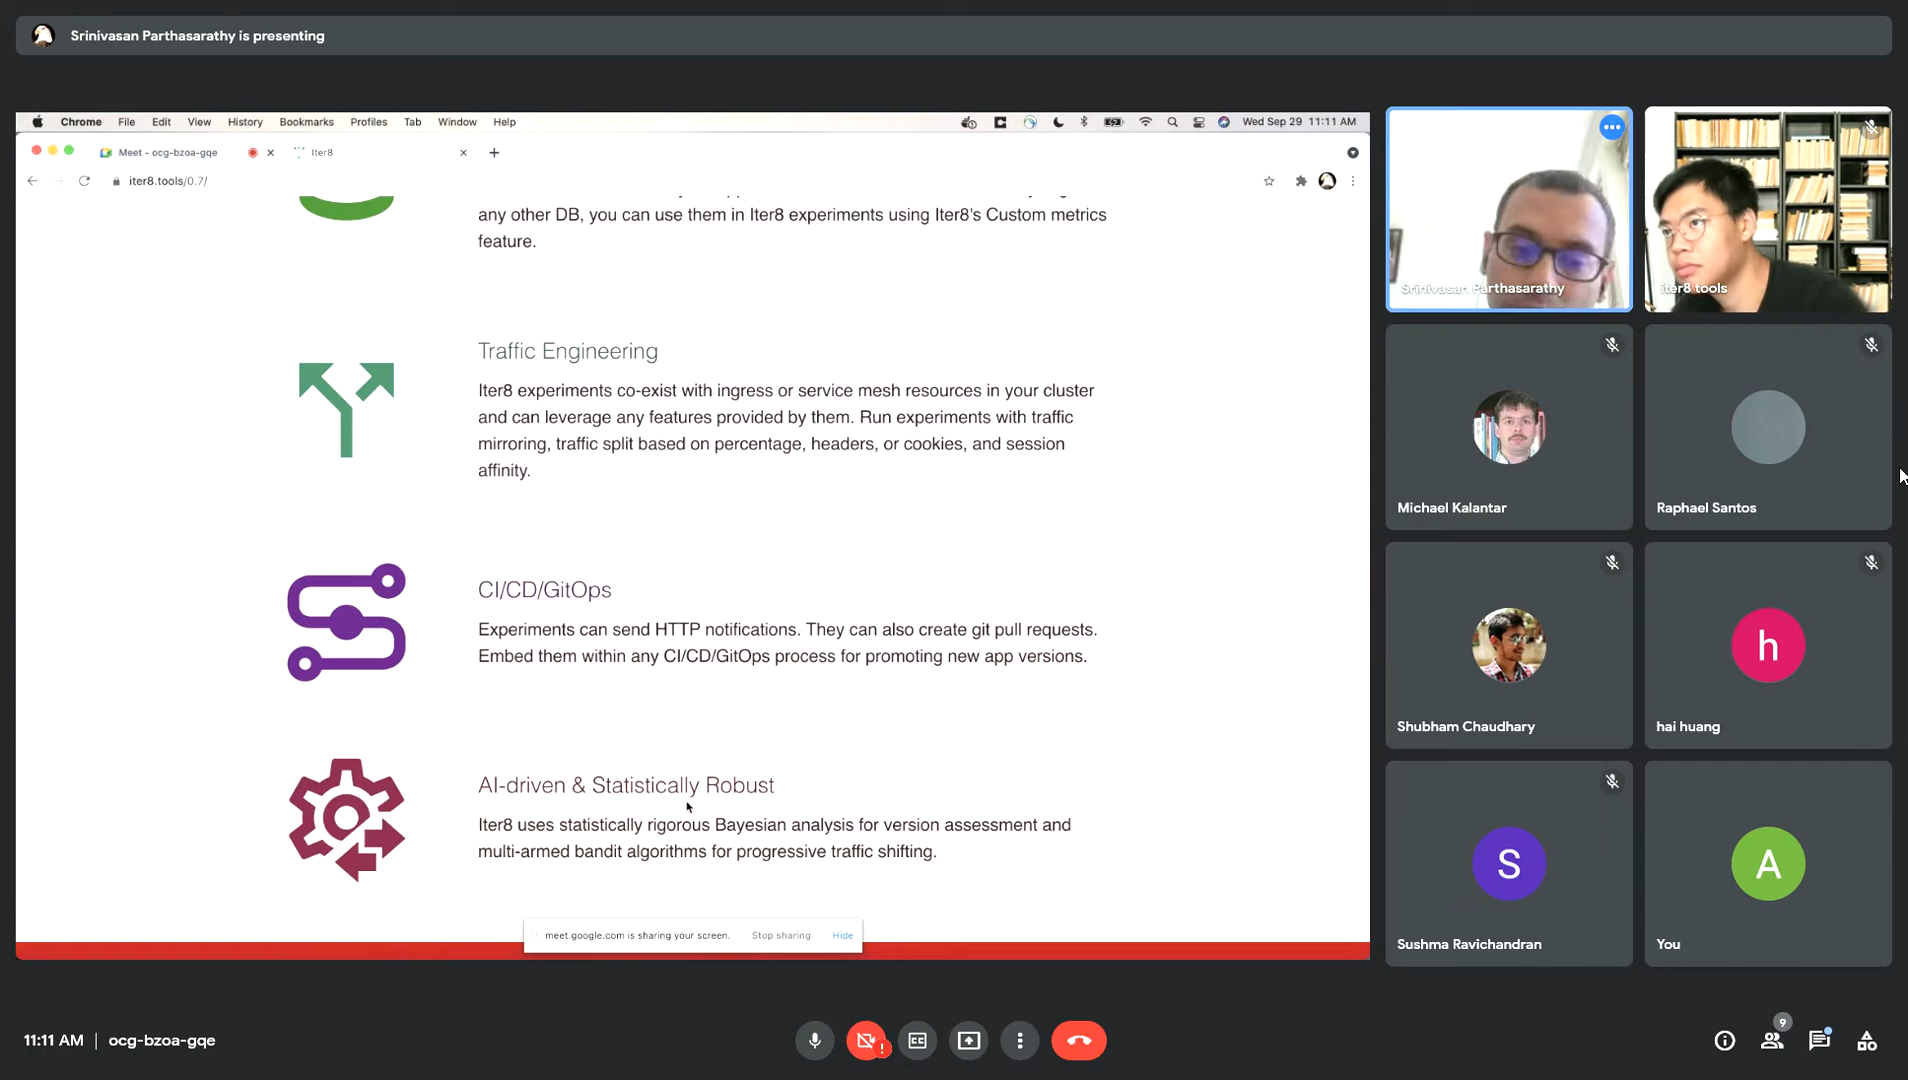 Srinivasan Parthasarathy is presenting
Chrome File Edit View History Bookmarks Profiles Tab Window Help
Wed Sep 29 11:11 AM
Meet - ocg-bzoa-gqe
Iter8
iter8.tools/0.7/
any other DB, you can use them in Iter8 experiments using Iter8's Custom metrics
feature.
Traffic Engineering
Iter8 experiments co-exist with ingress or service mesh resources in your cluster
and can leverage any features provided by them. Run experiments with traffic
mirroring, traffic split based on percentage, headers, or cookies, and session
affinity.
CI/CD/GitOps
Experiments can send HTTP notifications. They can also create git pull requests.
Embed them within any CI/CD/GitOps process for promoting new app versions.
AI-driven & Statistically Robust
Iter8 uses statistically rigorous Bayesian analysis for version assessment and
multi-armed bandit algorithms for progressive traffic shifting.
meet.google.com is sharing your screen. Stop sharing Hide
Srinivasan Parthasarathy
iter8 tools
Michael Kalantar
Raphael Santos
Shubham Chaudhary
h
hai huang
S
Sushma Ravichandran
A
You
11:11 AM | ocg-bzoa-gqe
CC
9